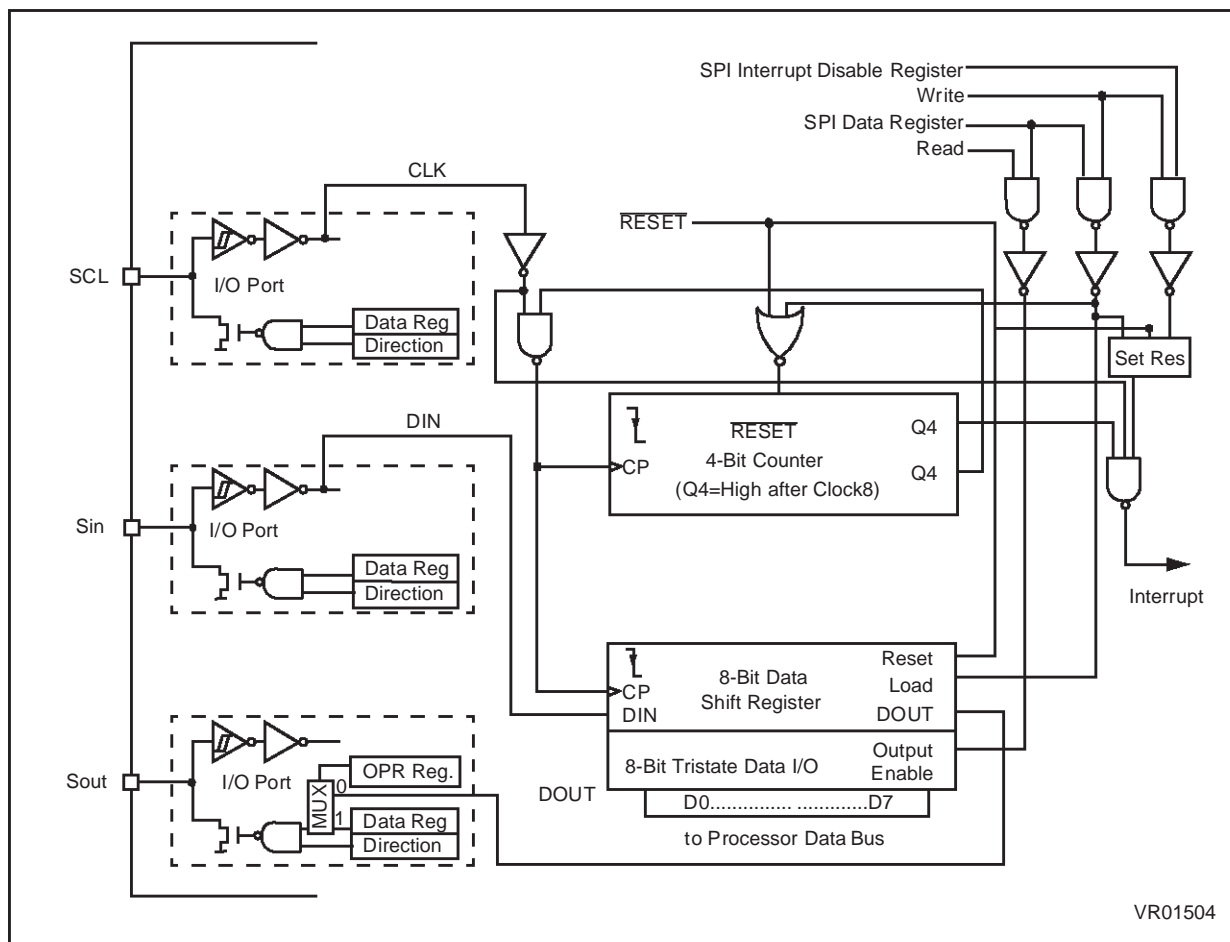 SPI Interrupt Disable Register
Write
SPI Data Register
Read
CLK
RESET
SCL
I/O Port
Data Reg
Direction
Set Res
DIN
RESET
4-Bit Counter
(Q4=High after Clock8)
CP
Q4
Q4
Sin
I/O Port
Data Reg
Direction
Interrupt
CP
DIN
8-Bit Data
Shift Register
Reset
Load
DOUT
Sout
I/O Port
OPR Reg.
MUX
0
1
Data Reg
Direction
DOUT
8-Bit Tristate Data I/O
Output
Enable
D0............... .............D7
to Processor Data Bus
VR01504